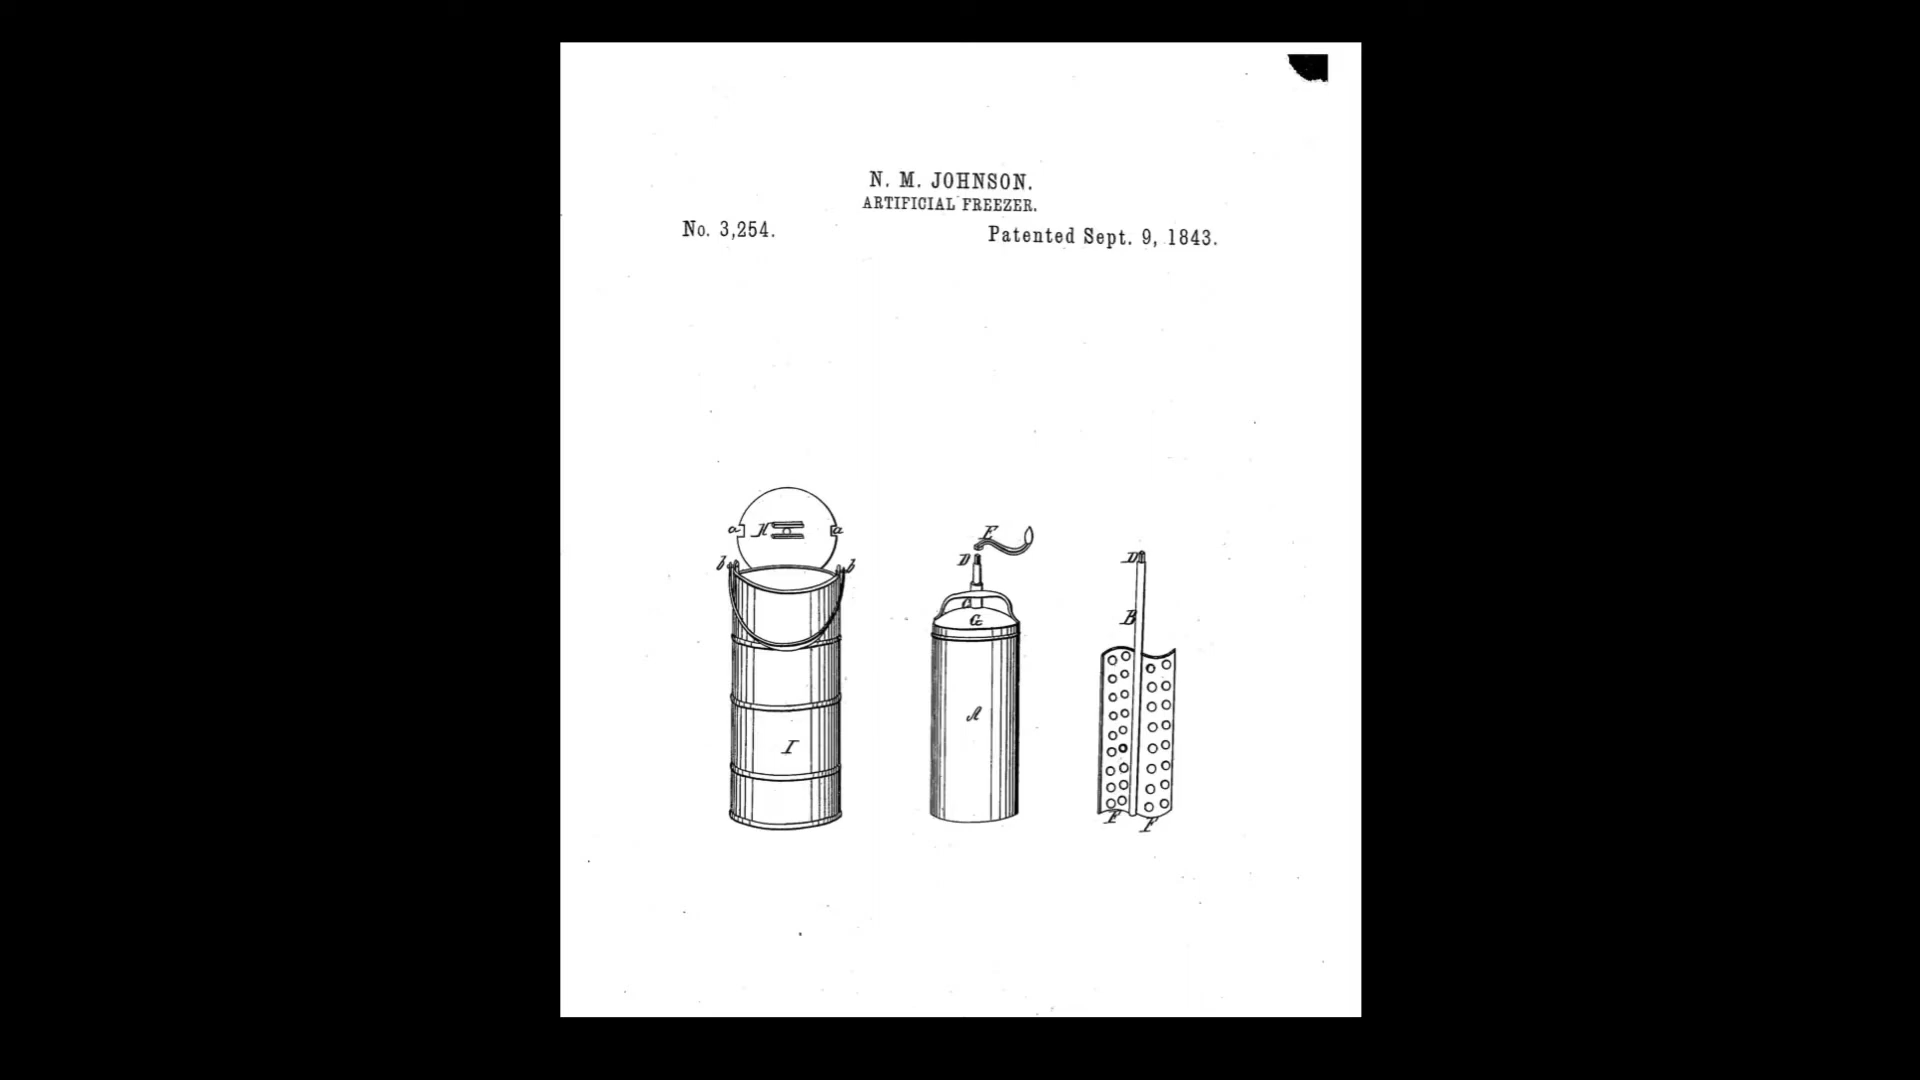 N. M. JOHNSON.
ARTIFICIAL FREEZER.
No. 3,254.
Patented Sept. 9, 1843.
a H a
b b
E
D
C
G
A
I
D
B
F F